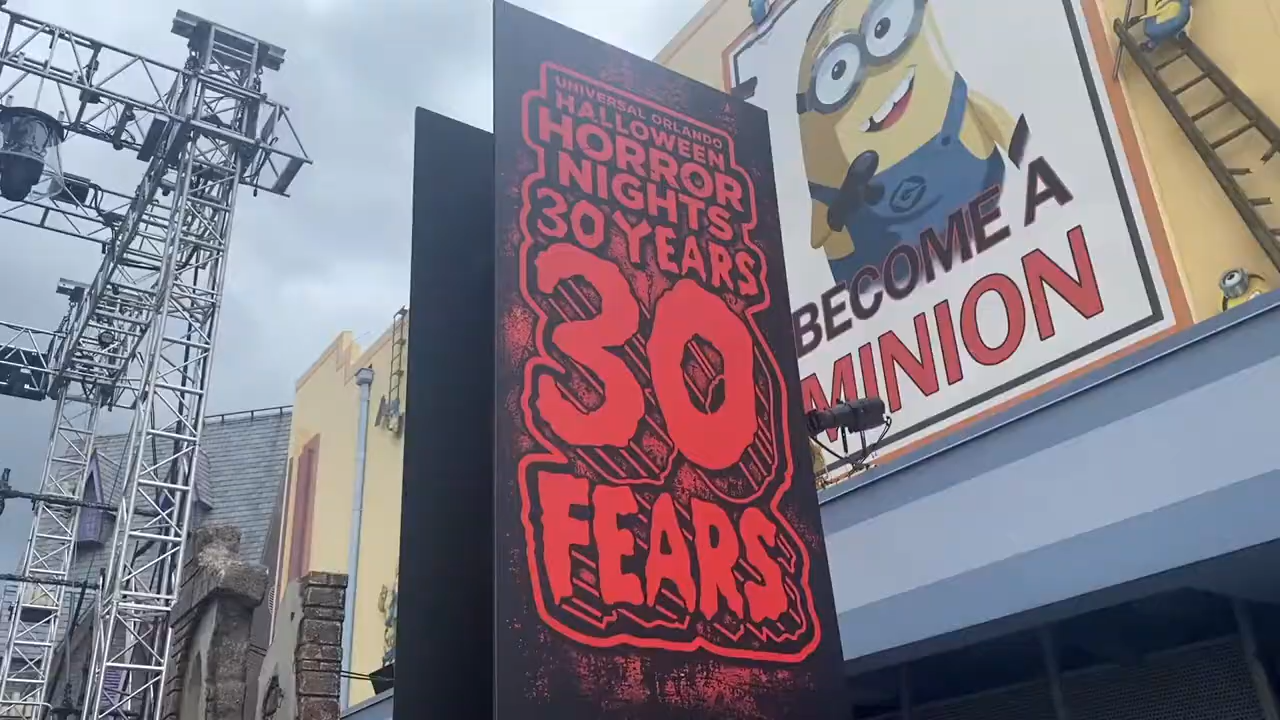 UNIVERSAL ORLANDO
HALLOWEEN
HORROR
NIGHTS
30 YEARS
30
FEARS
BECOME A
MINION